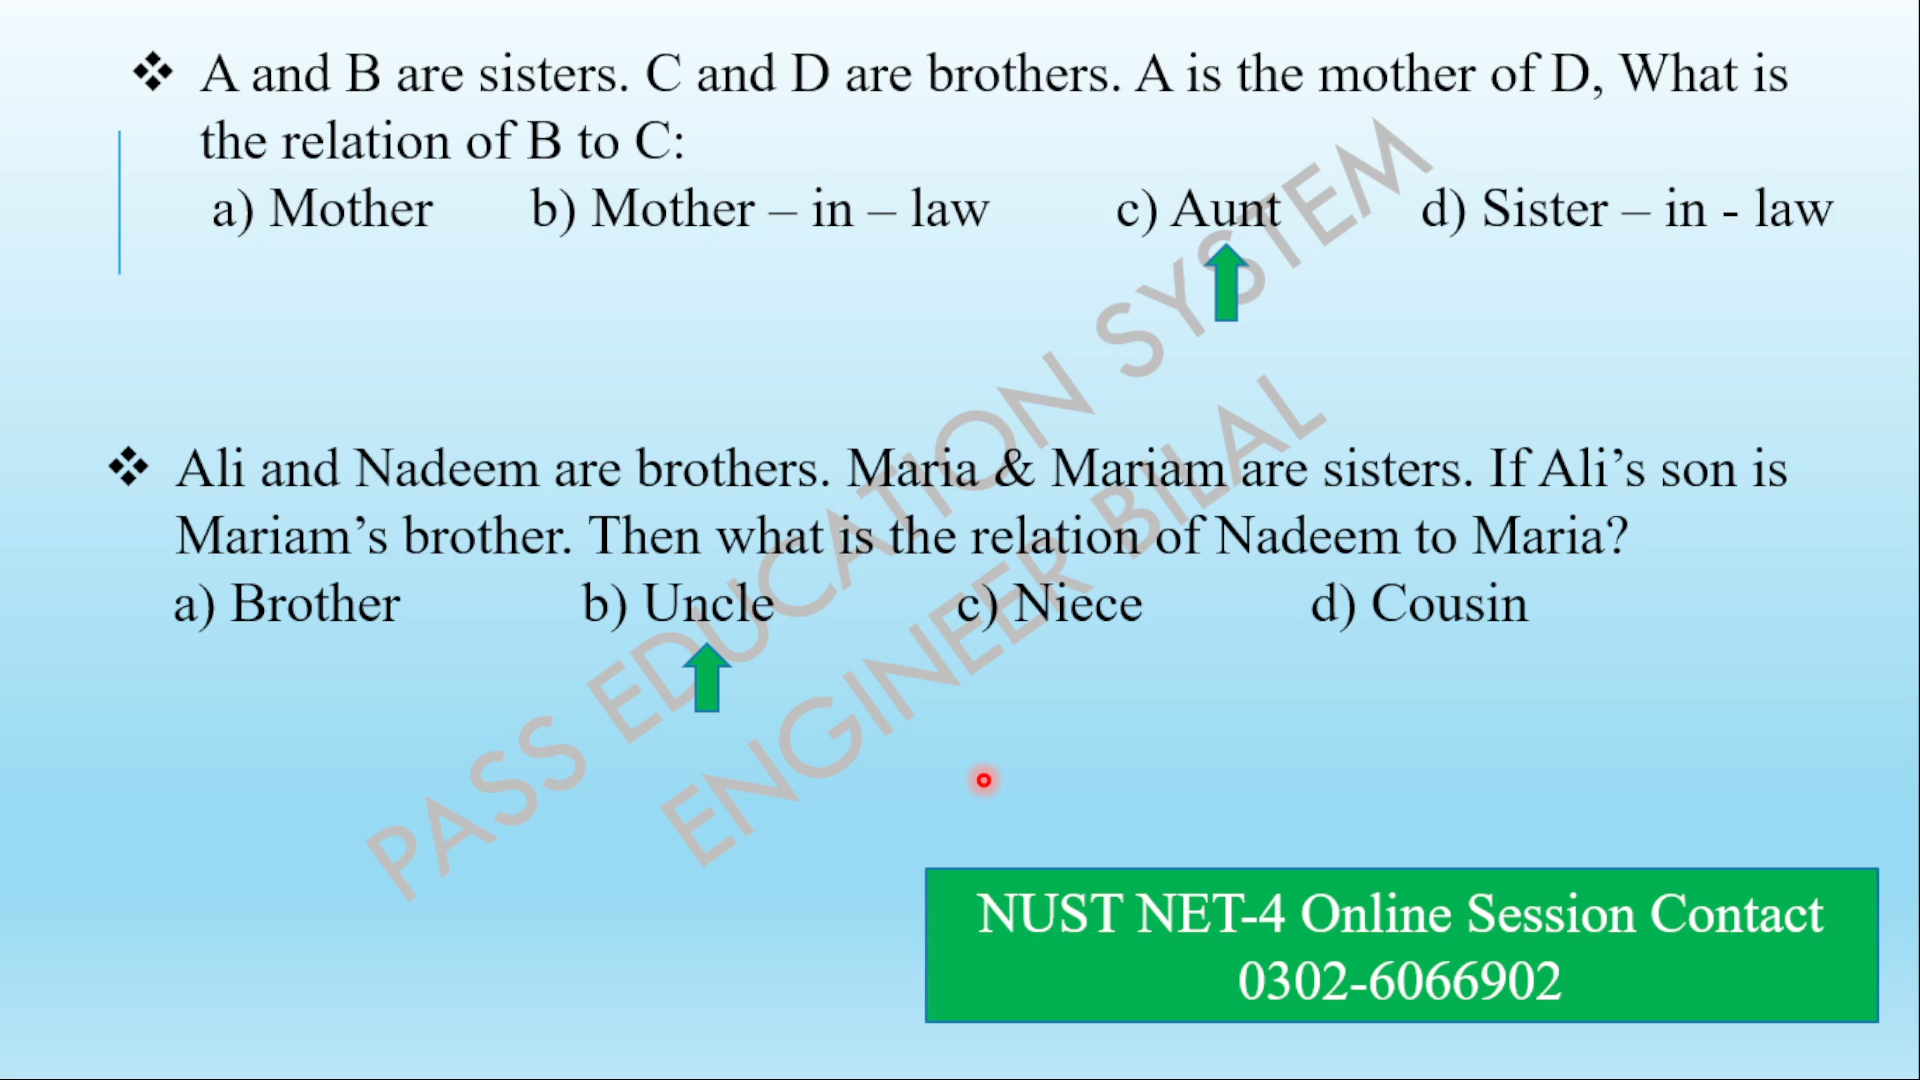 ❖ A and B are sisters. C and D are brothers. A is the mother of D, What is
the relation of B to C:
a) Mother b) Mother – in – law c) Aunt d) Sister – in - law
❖ Ali and Nadeem are brothers. Maria & Mariam are sisters. If Ali’s son is
Mariam’s brother. Then what is the relation of Nadeem to Maria?
a) Brother b) Uncle c) Niece d) Cousin
PASS EDUCATION SYSTEM
ENGINEER BILAL
NUST NET-4 Online Session Contact
0302-6066902